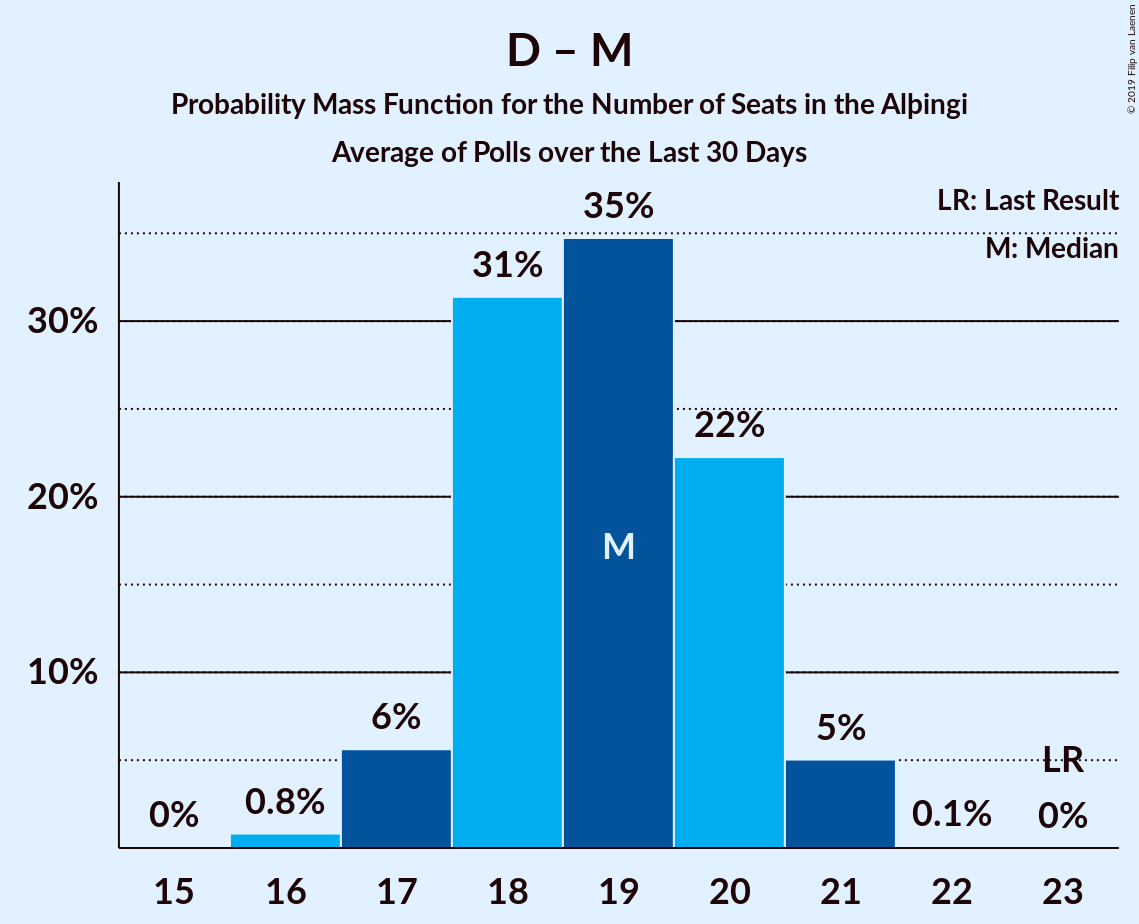 D – M
Probability Mass Function for the Number of Seats in the Alþingi
Average of Polls over the Last 30 Days
© 2019 Filip van Laenen
LR: Last Result
M: Median
30%
20%
10%
0%
0.8%
6%
31%
35%
22%
5%
0.1%
0%
LR
M
15 16 17 18 19 20 21 22 23